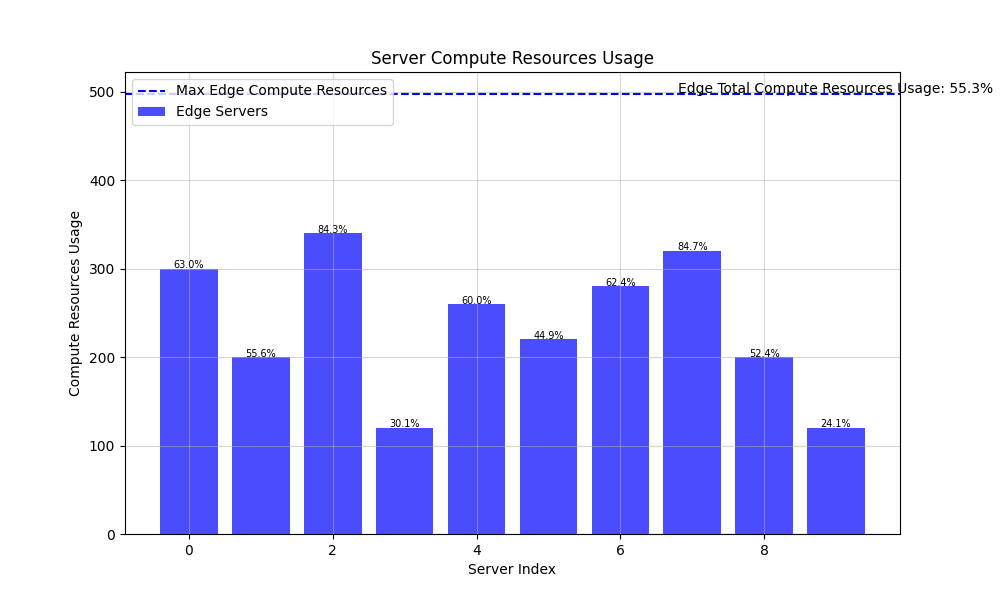 Server Compute Resources Usage
Max Edge Compute Resources
Edge Servers
Edge Total Compute Resources Usage: 55.3%
Compute Resources Usage
500
400
300
200
100
0
63.0%
55.6%
84.3%
30.1%
60.0%
44.9%
62.4%
84.7%
52.4%
24.1%
0 2 4 6 8
Server Index